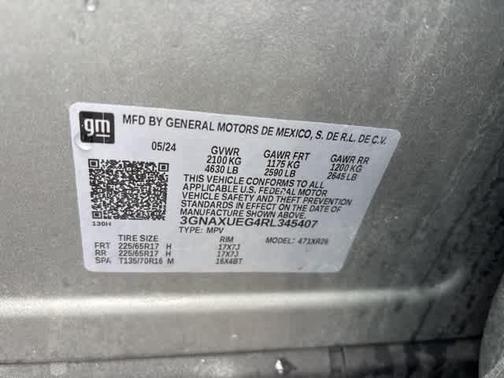 gm
MFD BY GENERAL MOTORS DE MEXICO, S. DE R.L. DE C.V.
05/24 GVWR GAWR FRT GAWR RR
2100 KG 1175 KG 1200 KG
4630 LB 2590 LB 2645 LB
THIS VEHICLE CONFORMS TO ALL
APPLICABLE U.S. FEDERAL MOTOR
VEHICLE SAFETY AND THEFT
PREVENTION STANDARDS IN EFFECT
ON THE DATE OF MANUFACTURE SHOWN ABOVE.
3GNAXUEG4RL345407
TYPE: MPV
130H
TIRE SIZE RIM MODEL: 471XR26
FRT 225/65R17 H 17X7J
RR 225/65R17 H 17X7J
SPA T135/70R16 M 16X4BT